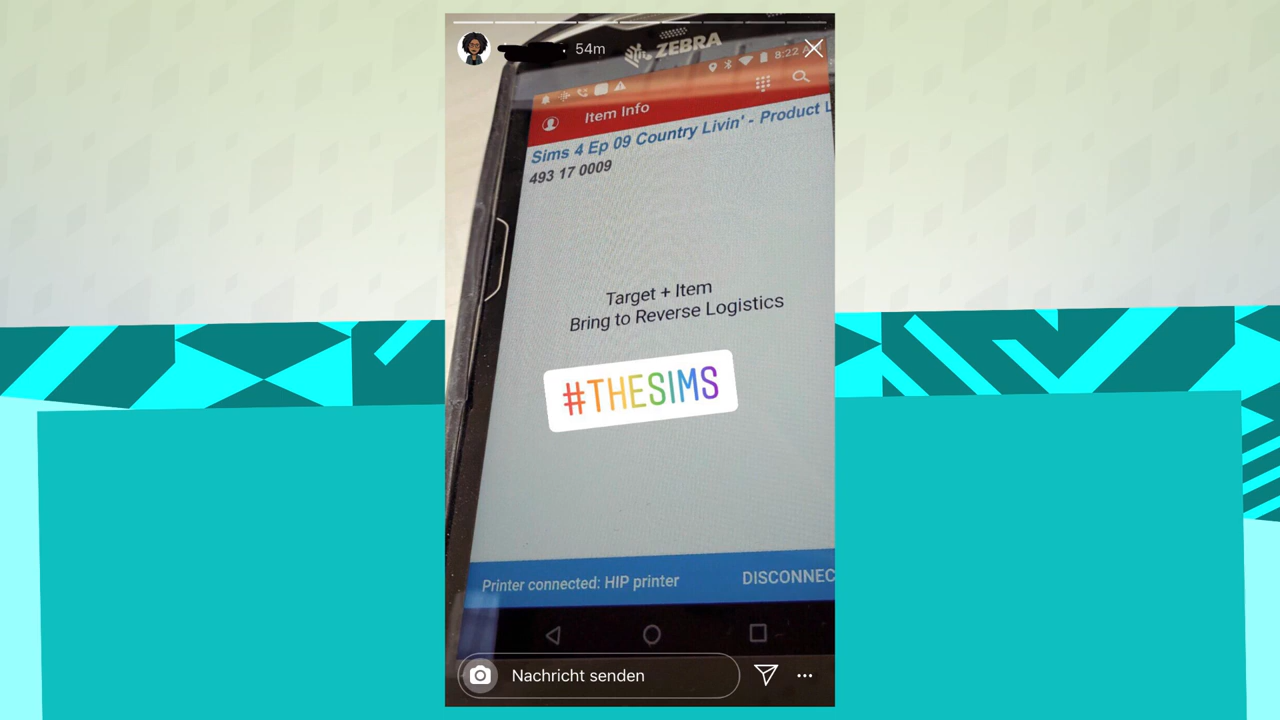 54m
ZEBRA
8:22
Item Info
Sims 4 Ep 09 Country Livin' - Product
493 17 0009
Target + Item
Bring to Reverse Logistics
#THESIMS
Printer connected: HIP printer
DISCONNEC
Nachricht senden